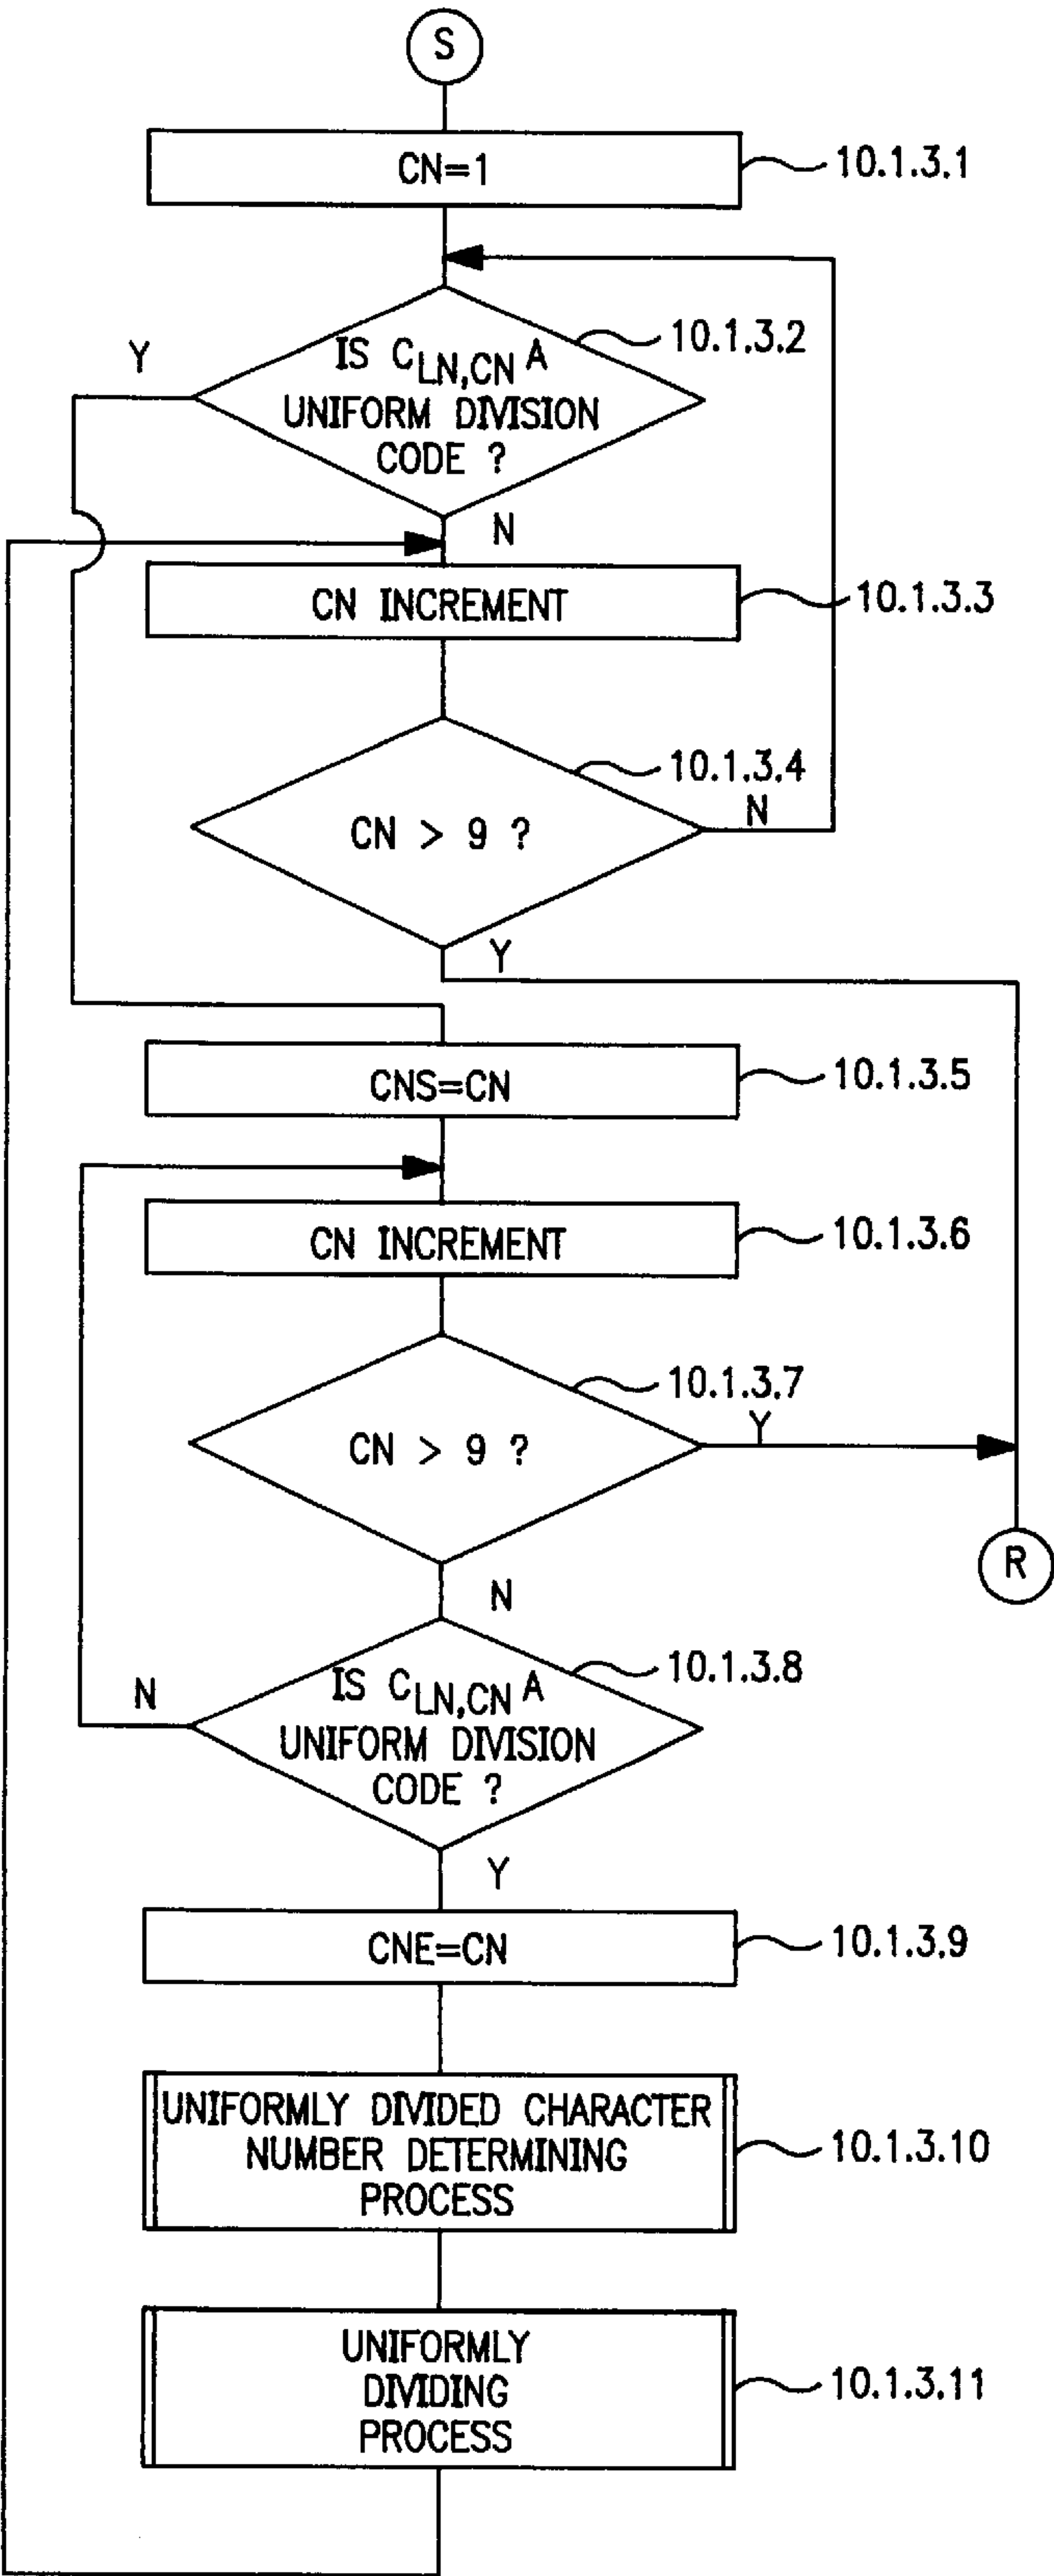 S
CN=1
10.1.3.1
IS C_LN,CN A
UNIFORM DIVISION
CODE ?
10.1.3.2
Y
N
CN INCREMENT
10.1.3.3
CN > 9 ?
10.1.3.4
N
Y
CNS=CN
10.1.3.5
CN INCREMENT
10.1.3.6
CN > 9 ?
10.1.3.7
Y
R
N
IS C_LN,CN A
UNIFORM DIVISION
CODE ?
10.1.3.8
N
Y
CNE=CN
10.1.3.9
UNIFORMLY DIVIDED CHARACTER
NUMBER DETERMINING
PROCESS
10.1.3.10
UNIFORMLY
DIVIDING
PROCESS
10.1.3.11